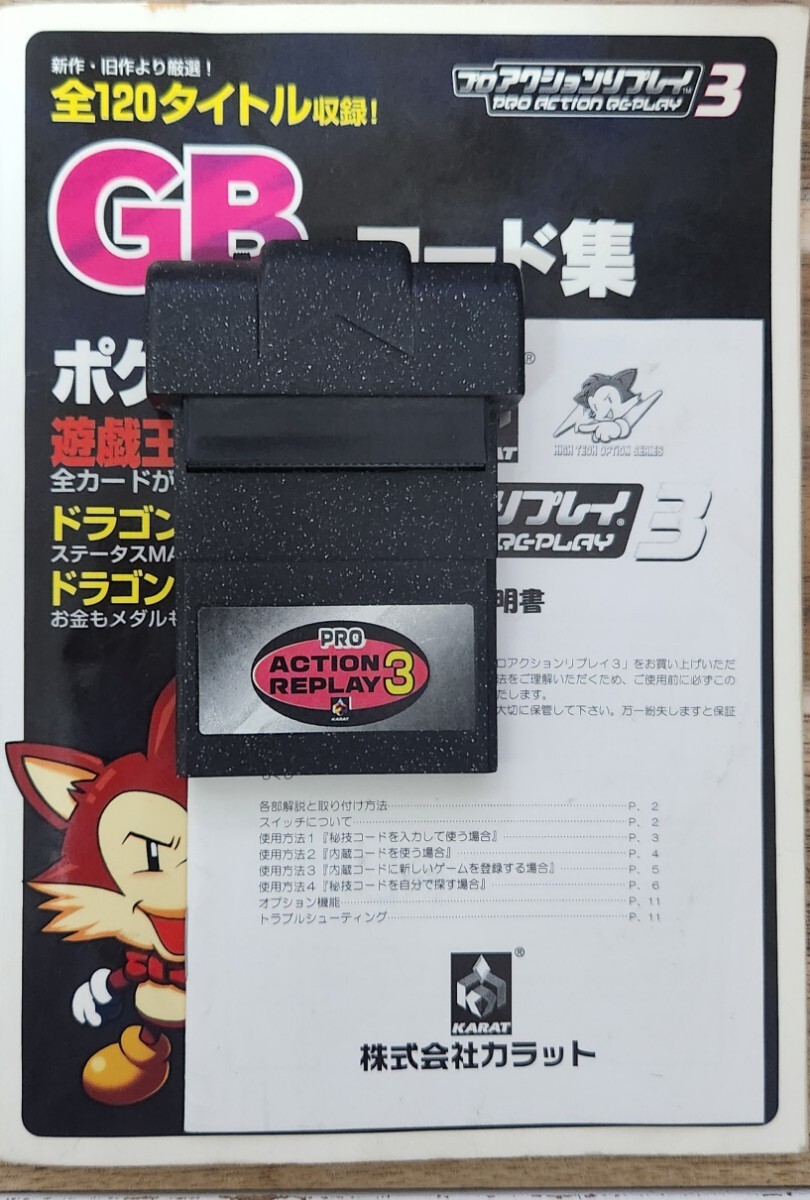 新作・旧作より厳選!
全120タイトル収録!
プロアクションリプレイ™
PRO ACTION RE-PLAY 3
GB
コード集
ポケ
遊戯王
全カードが
ドラゴン
ステータスMA
ドラゴン
お金もメダルも
®
KARAT
HIGH TECH OPTION SERIES
リプレイ®
RE-PLAY 3
明書
PRO
ACTION
REPLAY 3
KARAT
ロアクションリプレイ3」をお買い上げいただ
法をご理解いただくため、ご使用前に必ずこの
たします。
大切に保管して下さい。万一紛失しますと保証
各部解説と取り付け方法 P. 2
スイッチについて P. 2
使用方法1『秘技コードを入力して使う場合』 P. 3
使用方法2『内蔵コードを使う場合』 P. 4
使用方法3『内蔵コードに新しいゲームを登録する場合』 P. 5
使用方法4『秘技コードを自分で探す場合』 P. 6
オプション機能 P. 11
トラブルシューティング P. 11
®
KARAT
株式会社カラット